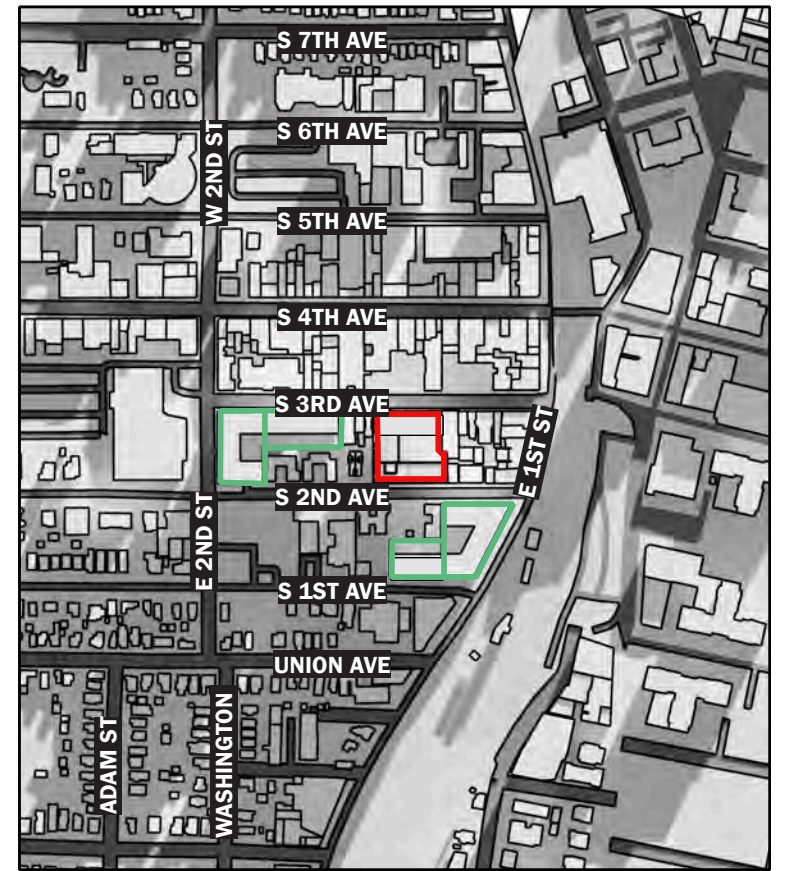 S 7TH AVE
S 6TH AVE
W 2ND ST
S 5TH AVE
S 4TH AVE
S 3RD AVE
E 1ST ST
S 2ND AVE
E 2ND ST
S 1ST AVE
UNION AVE
ADAM ST
WASHINGTON